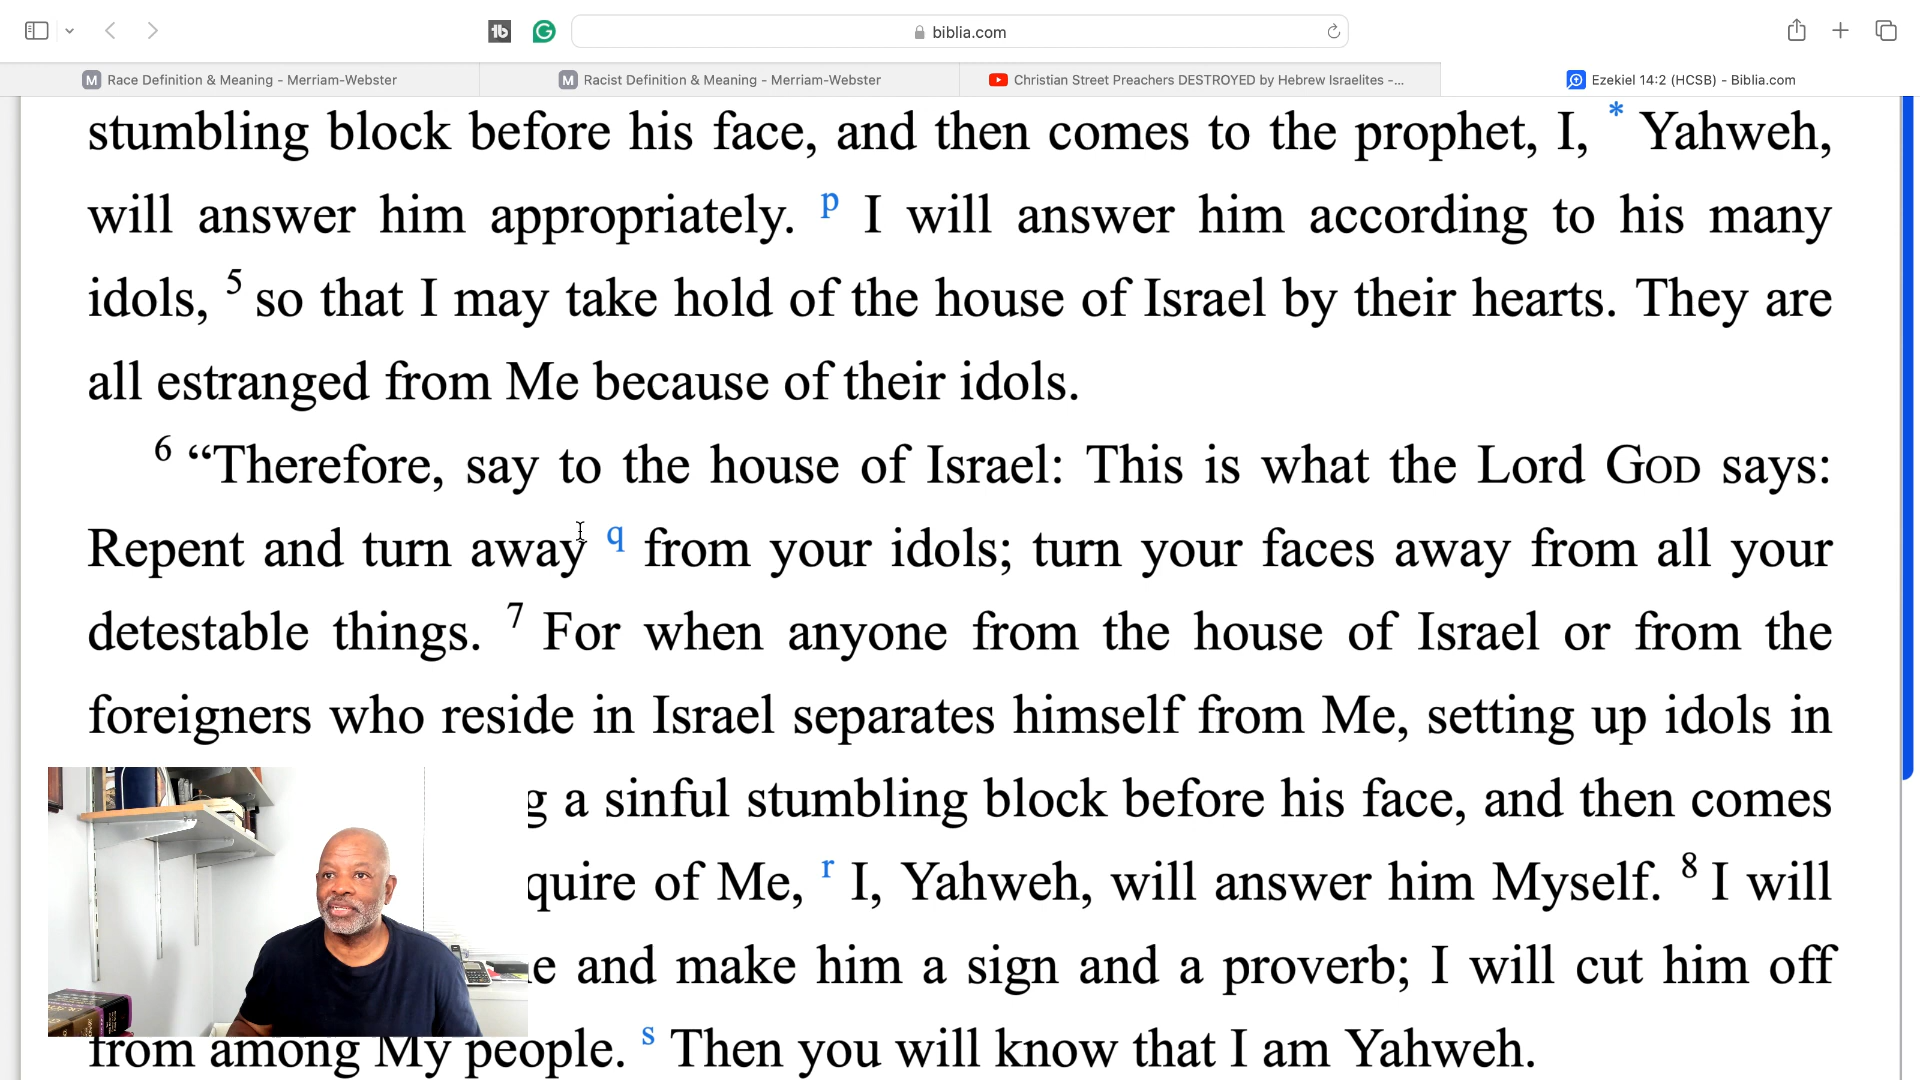 biblia.com
Race Definition & Meaning - Merriam-Webster
Racist Definition & Meaning - Merriam-Webster
Christian Street Preachers DESTROYED by Hebrew Israelites -...
Ezekiel 14:2 (HCSB) - Biblia.com
stumbling block before his face, and then comes to the prophet, I, * Yahweh,
will answer him appropriately. p I will answer him according to his many
idols, 5 so that I may take hold of the house of Israel by their hearts. They are
all estranged from Me because of their idols.
6 “Therefore, say to the house of Israel: This is what the Lord GOD says:
Repent and turn away q from your idols; turn your faces away from all your
detestable things. 7 For when anyone from the house of Israel or from the
foreigners who reside in Israel separates himself from Me, setting up idols in
g a sinful stumbling block before his face, and then comes
quire of Me, r I, Yahweh, will answer him Myself. 8 I will
e and make him a sign and a proverb; I will cut him off
from among My people. s Then you will know that I am Yahweh.